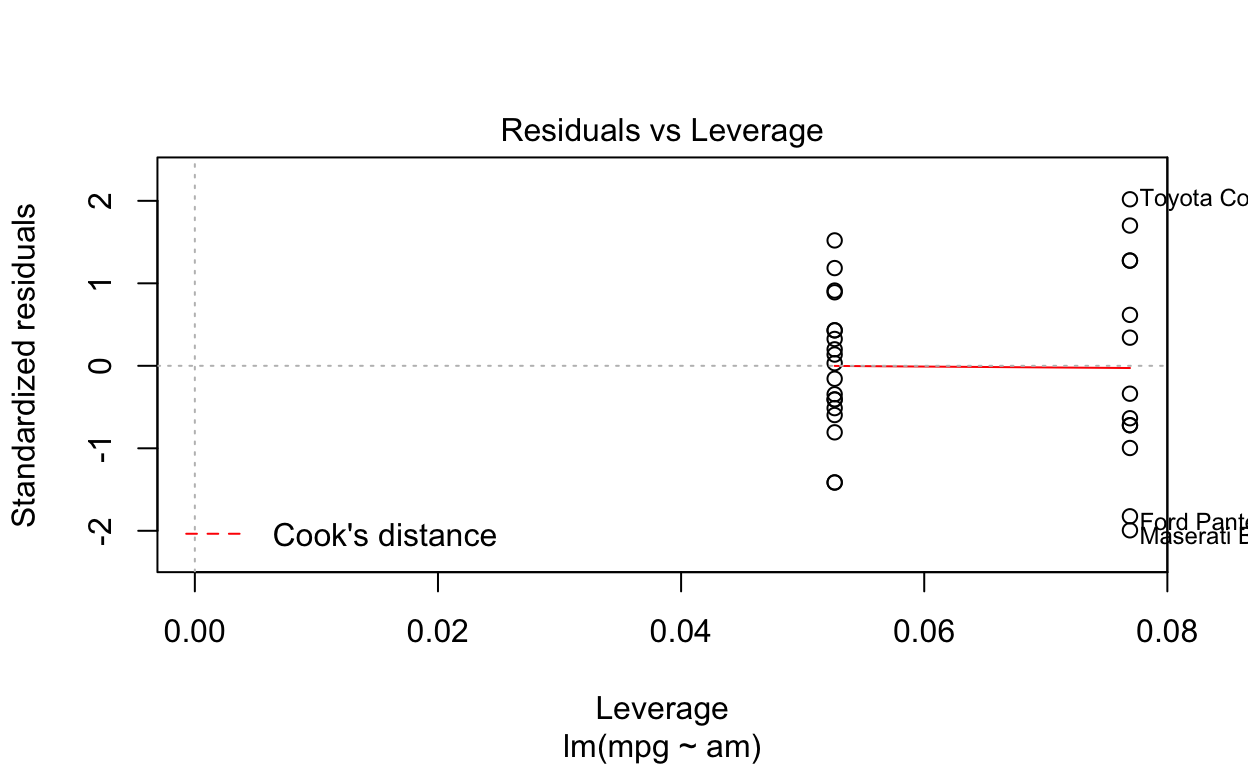 Residuals vs Leverage
Standardized residuals
2
1
0
-1
-2
Toyota Co
Ford Pante
Maserati B
Cook's distance
0.00 0.02 0.04 0.06 0.08
Leverage
lm(mpg ~ am)